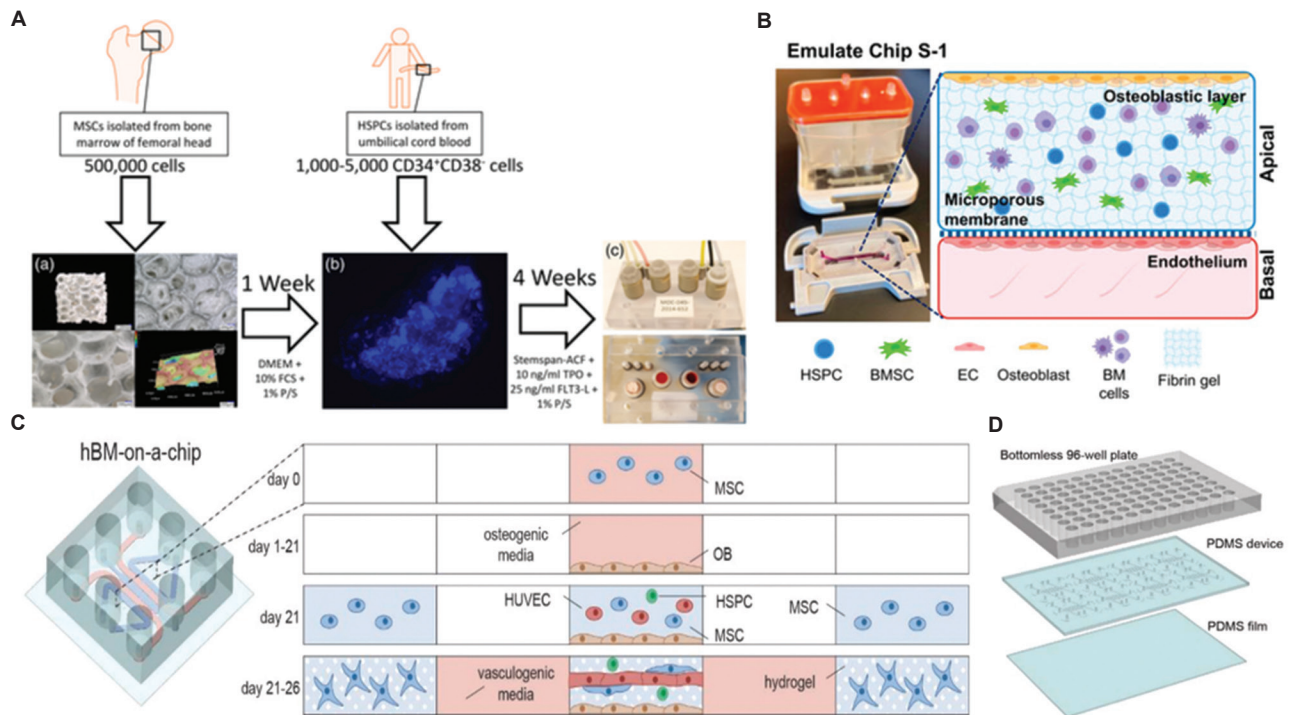 A
MSCs isolated from bone
marrow of femoral head
500,000 cells
HSPCs isolated from
umbilical cord blood
1,000-5,000 CD34⁺CD38⁻ cells
(a)
1 Week
DMEM +
10% FCS +
1% P/S
(b)
4 Weeks
Stemspan-ACF +
10 ng/ml TPO +
25 ng/ml FLT3-L +
1% P/S
(c)
B
Emulate Chip S-1
Osteoblastic layer
Microporous
membrane
Endothelium
Apical
Basal
HSPC
BMSC
EC
Osteoblast
BM
cells
Fibrin gel
C
hBM-on-a-chip
day 0
MSC
day 1-21
osteogenic
media
OB
day 21
HUVEC
HSPC
MSC
MSC
day 21-26
vasculogenic
media
hydrogel
D
Bottomless 96-well plate
PDMS device
PDMS film